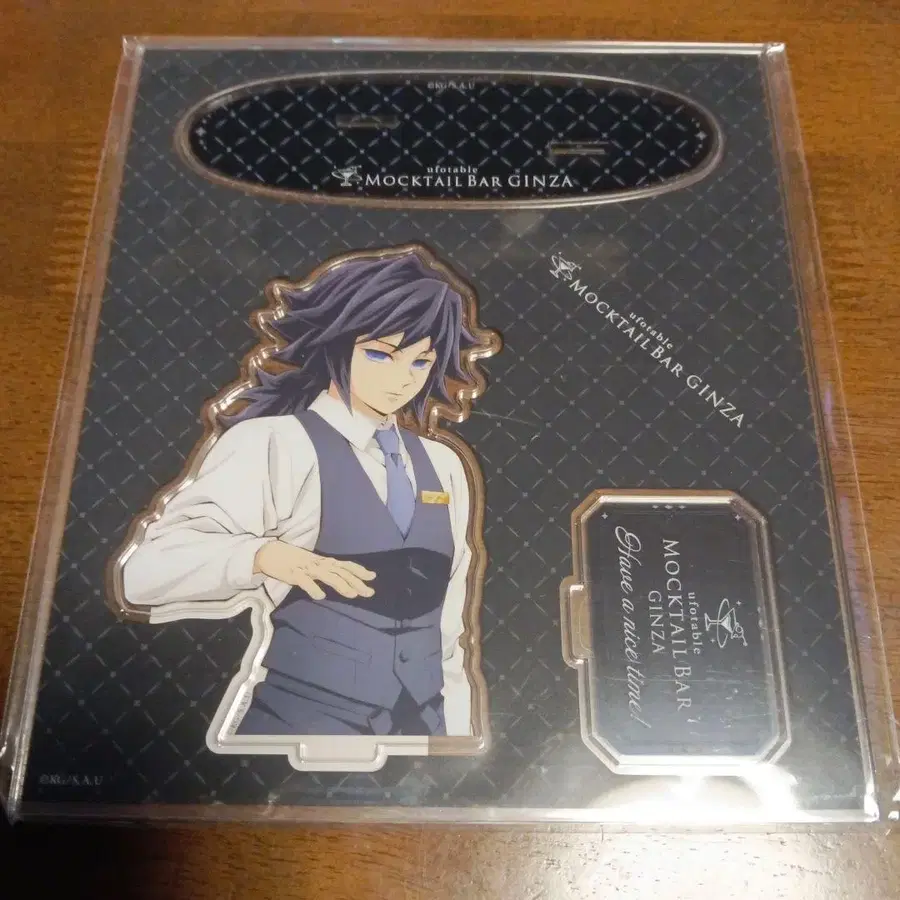 ©KG/S.A.U
ufotable
MOCKTAIL BAR GINZA
ufotable
MOCKTAIL BAR GINZA
ufotable
MOCKTAIL BAR
GINZA
Have a nice time!
©KG/S.A.U